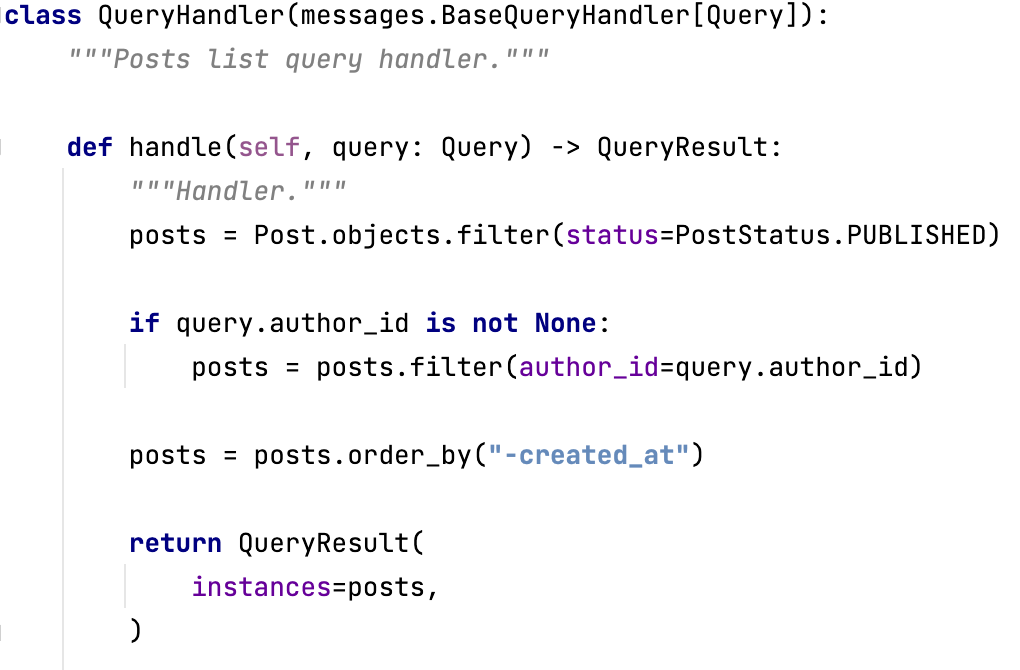 class QueryHandler(messages.BaseQueryHandler[Query]):
    """Posts list query handler."""

    def handle(self, query: Query) -> QueryResult:
        """Handler."""
        posts = Post.objects.filter(status=PostStatus.PUBLISHED)

        if query.author_id is not None:
            posts = posts.filter(author_id=query.author_id)

        posts = posts.order_by("-created_at")

        return QueryResult(
            instances=posts,
        )